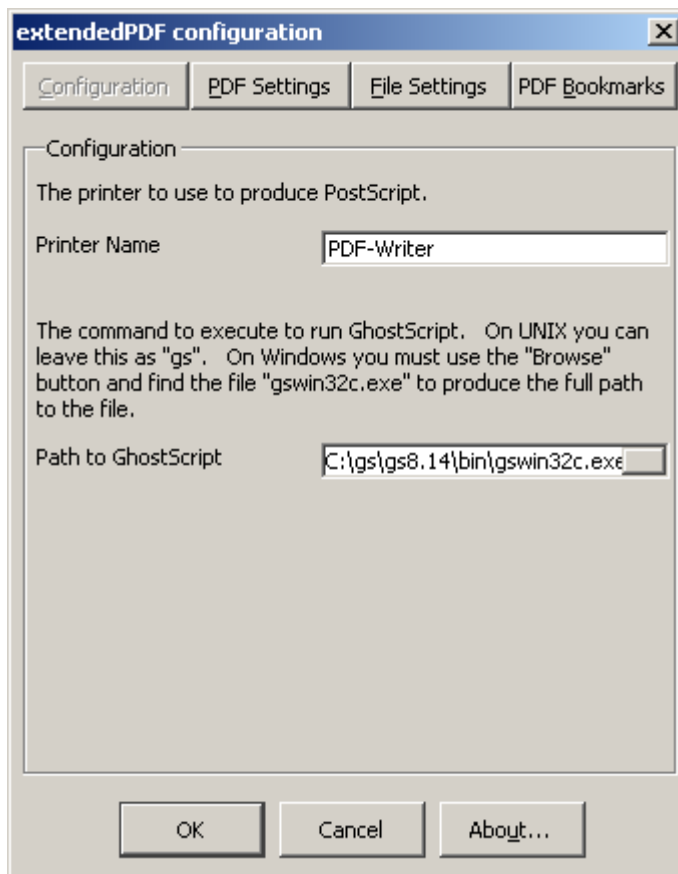 extendedPDF configuration
Configuration PDF Settings File Settings PDF Bookmarks
Configuration
The printer to use to produce PostScript.
Printer Name PDF-Writer
The command to execute to run GhostScript. On UNIX you can
leave this as "gs". On Windows you must use the "Browse"
button and find the file "gswin32c.exe" to produce the full path
to the file.
Path to GhostScript C:\gs\gs8.14\bin\gswin32c.exe
OK Cancel About...